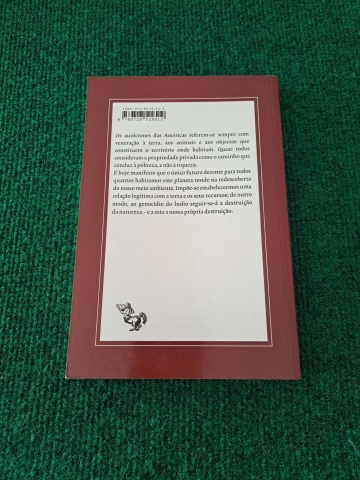 Os autóctones das Américas referem-se sempre com
veneração à terra, aos animais e aos objectos que
constituem o território onde habitam. Quase todos
consideram a propriedade privada como o caminho que
conduz à pobreza, e não à riqueza.
É hoje manifesto que o único futuro decente para todos
quantos habitamos este planeta reside na redescoberta
do nosso meio ambiente. Impõe-se estabelecermos uma
relação legítima com a terra e os seus recursos; de outro
modo, ao genocídio do Índio seguir-se-á a destruição
da natureza – e a esta a nossa própria destruição.